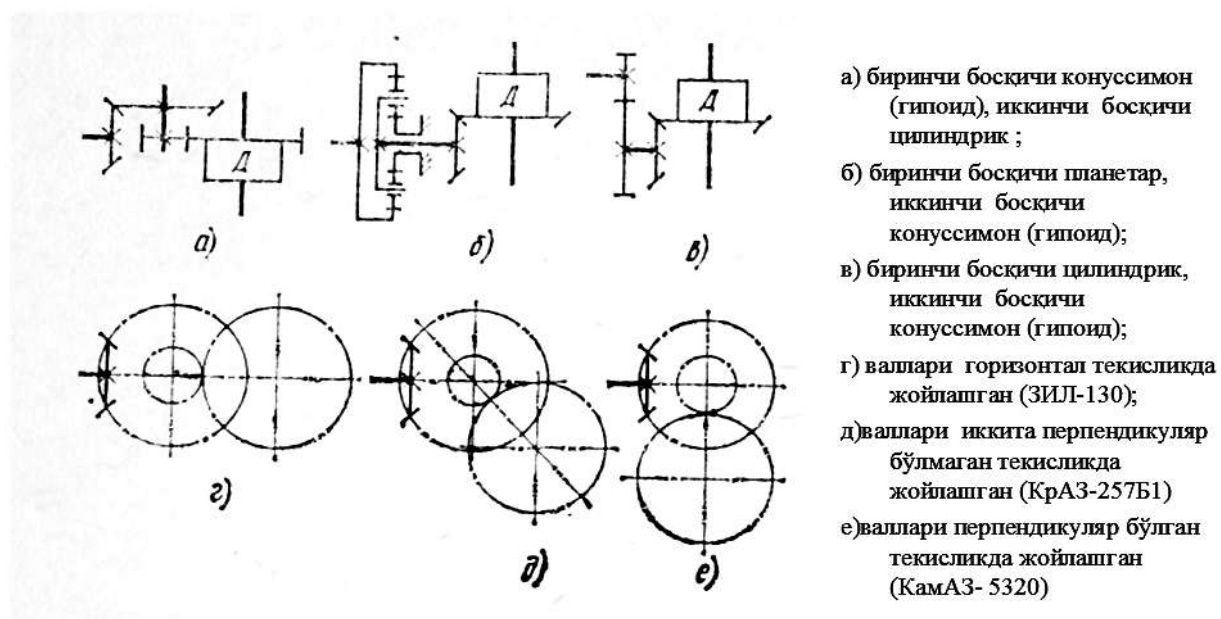 Д
Д
Д
а)
б)
в)
г)
д)
е)
а) биринчи босқичи конуссимон
(гипоид), иккинчи босқичи
цилиндрик ;
б) биринчи босқичи планетар,
иккинчи босқичи
конуссимон (гипоид);
в) биринчи босқичи цилиндрик,
иккинчи босқичи
конуссимон (гипоид);
г) валлари горизонтал текисликда
жойлашган (ЗИЛ-130);
д)валлари иккита перпендикуляр
бўлмаган текисликда
жойлашган (КрАЗ-257Б1)
е)валлари перпендикуляр бўлган
текисликда жойлашган
(КамАЗ- 5320)